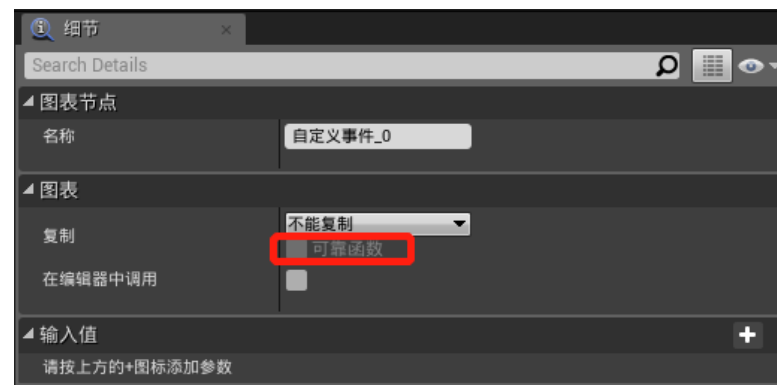 细节
Search Details
图表节点
名称 自定义事件_0
图表
复制 不能复制
可靠函数
在编辑器中调用
输入值
请按上方的+图标添加参数